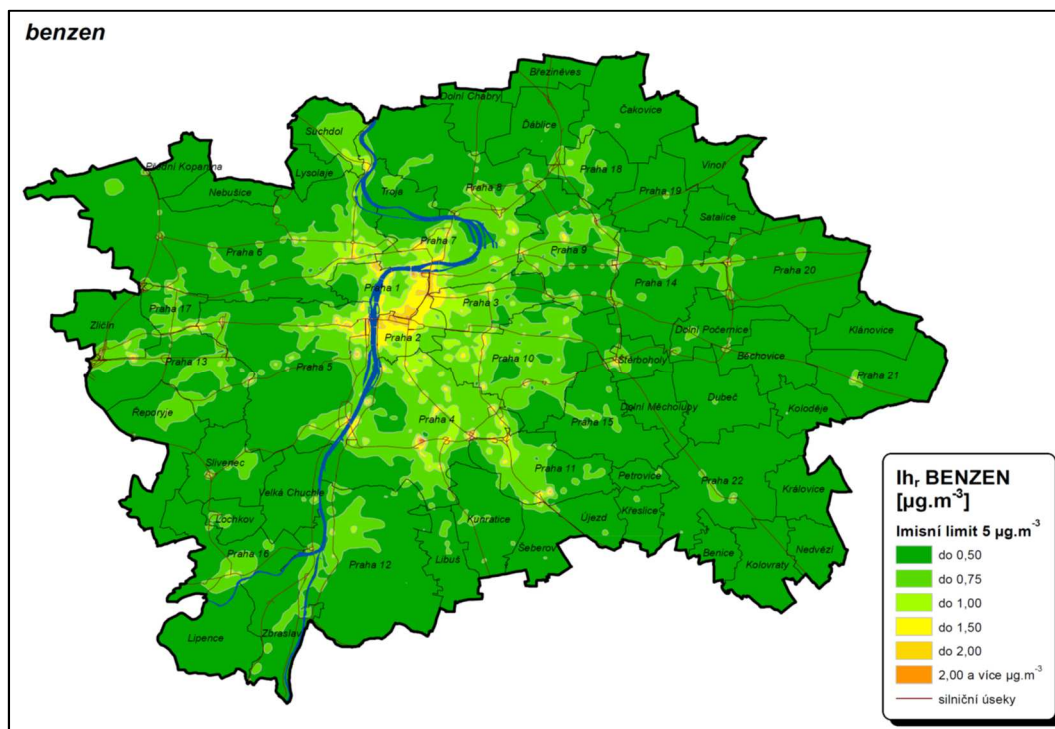 benzen
Březiněves
Dolní Chabry
Ďáblice
Čakovice
Suchdol
Přední Kopanina
Lysolaje
Nebušice
Troja
Praha 8
Praha 18
Vinoř
Praha 19
Satalice
Praha 7
Praha 6
Praha 9
Praha 20
Praha 1
Praha 14
Praha 17
Praha 3
Zličín
Dolní Počernice
Klánovice
Praha 2
Praha 13
Praha 5
Praha 10
Štěrboholy
Běchovice
Praha 21
Řeporyje
Dubeč
Dolní Měcholupy
Koloděje
Praha 4
Praha 15
Slivenec
Praha 11
Petrovice
Praha 22
Královice
Velká Chuchle
Křeslice
Lochkov
Kunratice
Újezd
Šeberov
Nedvězí
Praha 16
Praha 12
Libuš
Benice
Kolovraty
Lipence
Zbraslav
Ihr BENZEN
[µg.m-3]
Imisní limit 5 µg.m-3
do 0,50
do 0,75
do 1,00
do 1,50
do 2,00
2,00 a více µg.m-3
silniční úseky